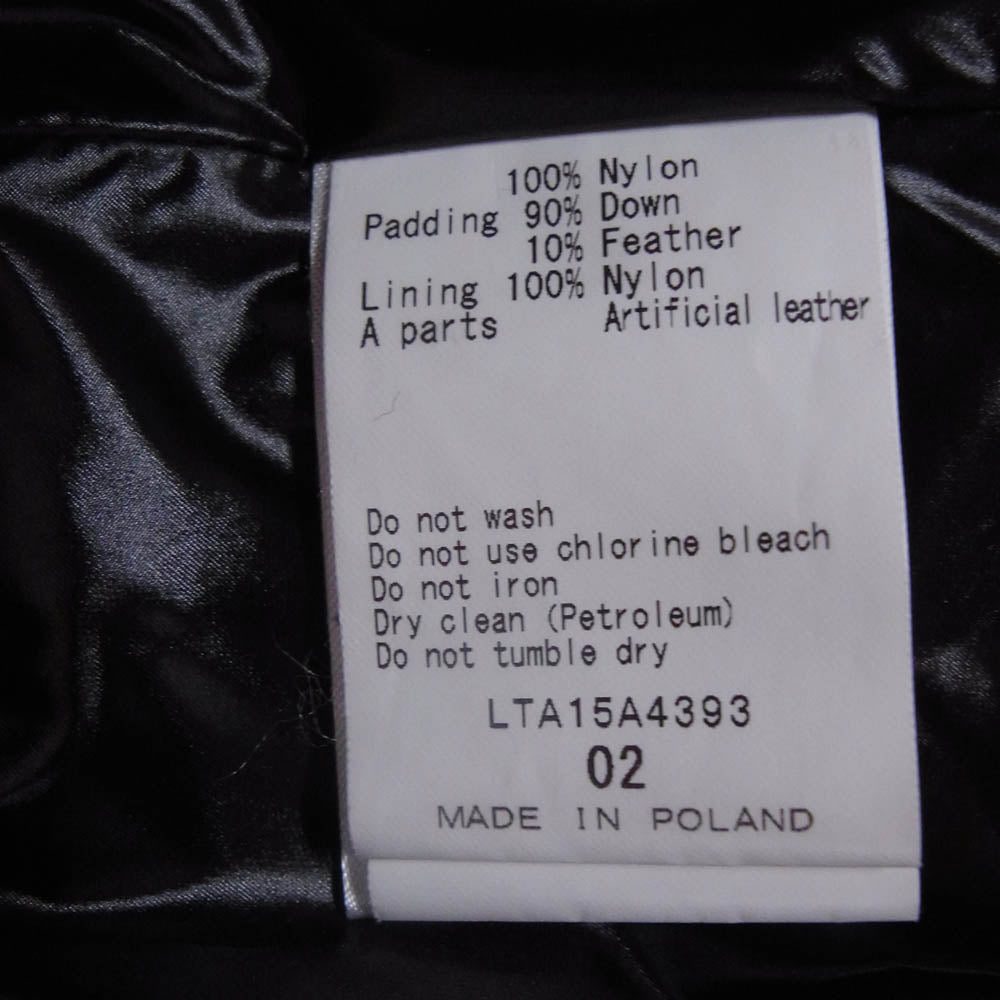 100% Nylon
Padding 90% Down
10% Feather
Lining 100% Nylon
A parts Artificial leather
Do not wash
Do not use chlorine bleach
Do not iron
Dry clean (Petroleum)
Do not tumble dry
LTA15A4393
02
MADE IN POLAND